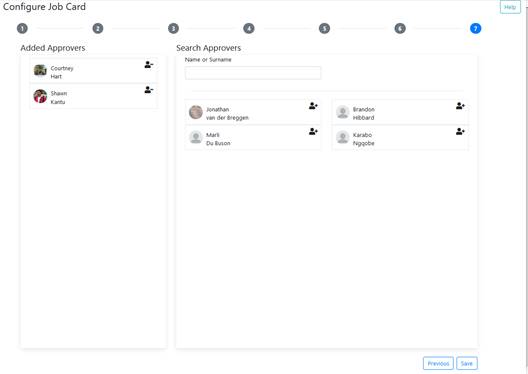 Configure Job Card
Help
1 2 3 4 5 6 7
Added Approvers
Courtney
Hart
Shawn
Kantu
Search Approvers
Name or Surname
Jonathan
van der Breggen
Brandon
Hibbard
Marli
Du Buson
Karabo
Ngqobe
Previous
Save